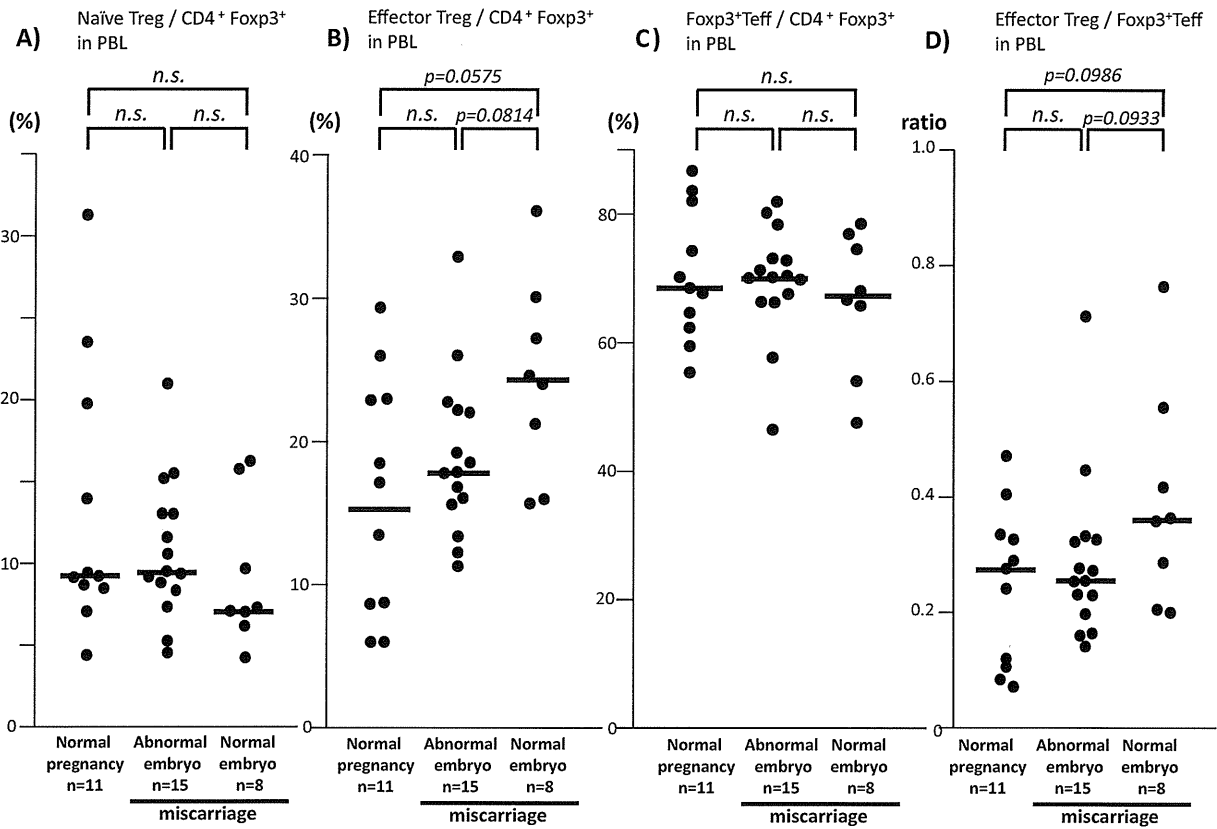 A) Naïve Treg / CD4⁺ Foxp3⁺
in PBL
n.s.
n.s. n.s.
(%)
30
20
10
0
Normal pregnancy n=11
Abnormal embryo n=15
Normal embryo n=8
miscarriage
B) Effector Treg / CD4⁺ Foxp3⁺
in PBL
p=0.0575
n.s. p=0.0814
(%)
40
30
20
10
0
Normal pregnancy n=11
Abnormal embryo n=15
Normal embryo n=8
miscarriage
C) Foxp3⁺Teff / CD4⁺ Foxp3⁺
in PBL
n.s.
n.s. n.s.
(%)
80
60
40
20
0
Normal pregnancy n=11
Abnormal embryo n=15
Normal embryo n=8
miscarriage
D) Effector Treg / Foxp3⁺Teff
in PBL
p=0.0986
n.s. p=0.0933
ratio
1.0
0.8
0.6
0.4
0.2
0
Normal pregnancy n=11
Abnormal embryo n=15
Normal embryo n=8
miscarriage